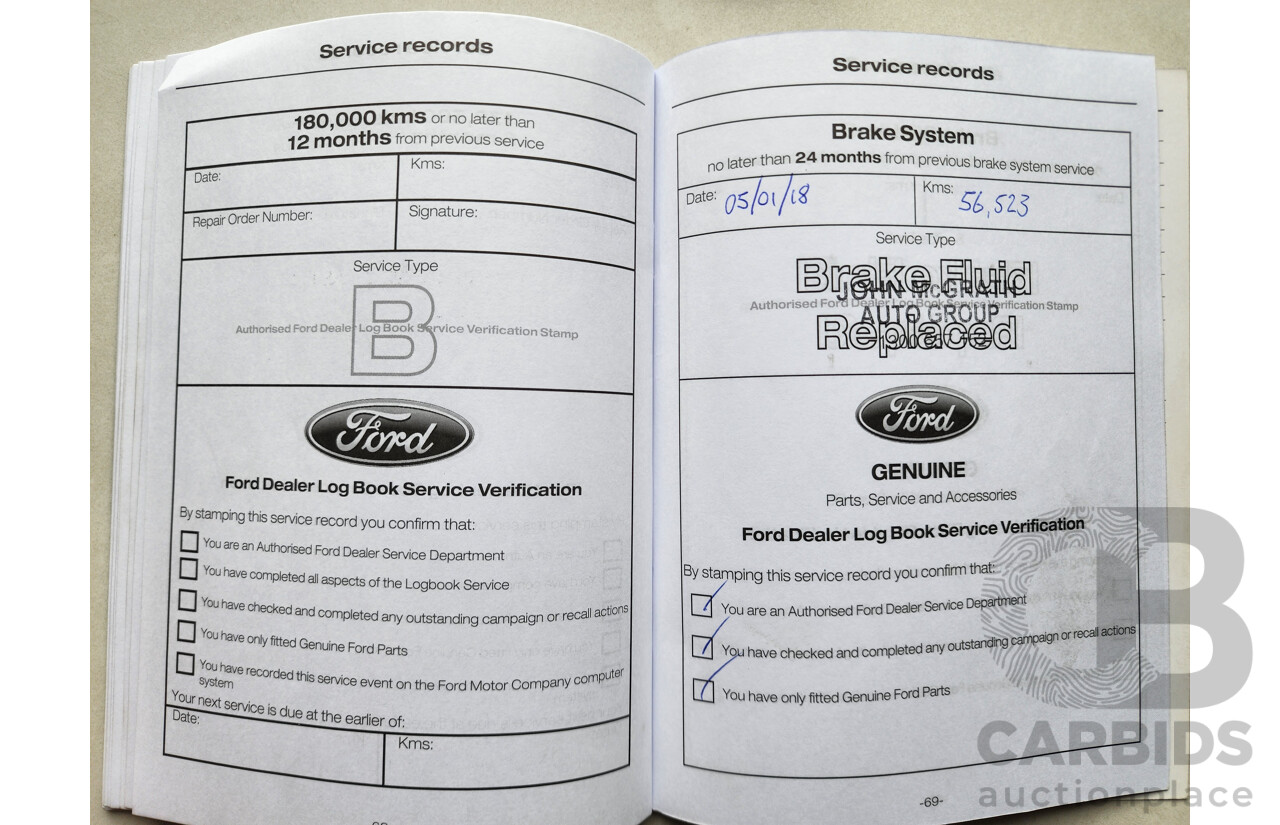 Service records
180,000 kms or no later than
12 months from previous service
Date:
Kms:
Repair Order Number:
Signature:
Service Type
B
Authorised Ford Dealer Log Book Service Verification Stamp
Ford
Ford Dealer Log Book Service Verification
By stamping this service record you confirm that:
You are an Authorised Ford Dealer Service Department
You have completed all aspects of the Logbook Service
You have checked and completed any outstanding campaign or recall actions
You have only fitted Genuine Ford Parts
You have recorded this service event on the Ford Motor Company computer
system
Your next service is due at the earlier of:
Date:
Kms:
Service records
Brake System
no later than 24 months from previous brake system service
Date: 05/01/18
Kms: 56,523
Service Type
Brake Fluid
JOHN McGRATH
Authorised Ford Dealer Log Book Service Verification Stamp
AUTO GROUP
Replaced
Ford
GENUINE
Parts, Service and Accessories
Ford Dealer Log Book Service Verification
By stamping this service record you confirm that:
You are an Authorised Ford Dealer Service Department
You have checked and completed any outstanding campaign or recall actions
You have only fitted Genuine Ford Parts
-69-
CB
CARBIDS
auctionplace